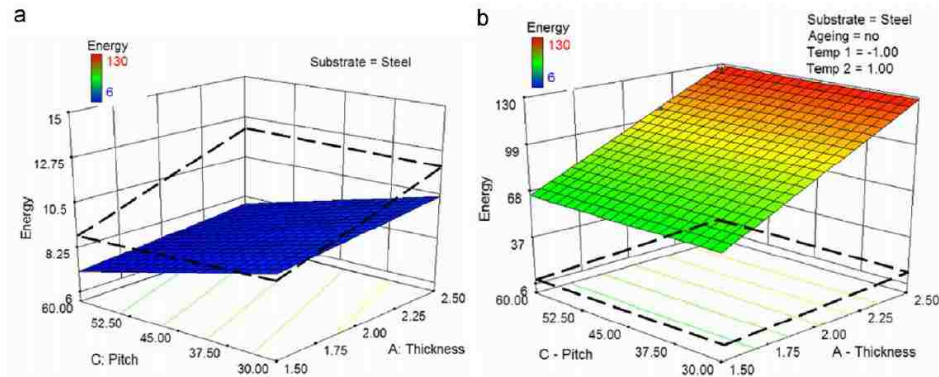 a
Energy
130
6
Substrate = Steel
15
12.75
10.5
8.25
6
Energy
60.00
52.50
45.00
37.50
30.00
C: Pitch
1.50
1.75
2.00
2.25
2.50
A: Thickness
b
Energy
130
6
Substrate = Steel
Ageing = no
Temp 1 = -1.00
Temp 2 = 1.00
130
99
68
37
6
Energy
60.00
52.50
45.00
37.50
30.00
C - Pitch
1.50
1.75
2.00
2.25
2.50
A - Thickness